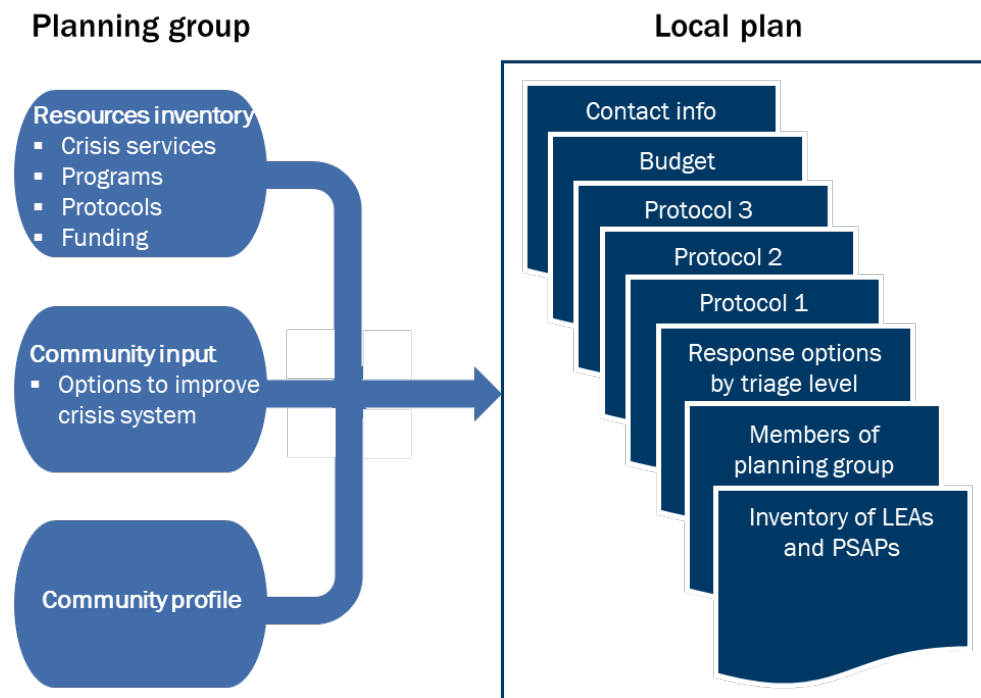 Planning group
Resources inventory
▪ Crisis services
▪ Programs
▪ Protocols
▪ Funding
Community input
▪ Options to improve
crisis system
Community profile
Local plan
Contact info
Budget
Protocol 3
Protocol 2
Protocol 1
Response options
by triage level
Members of
planning group
Inventory of LEAs
and PSAPs